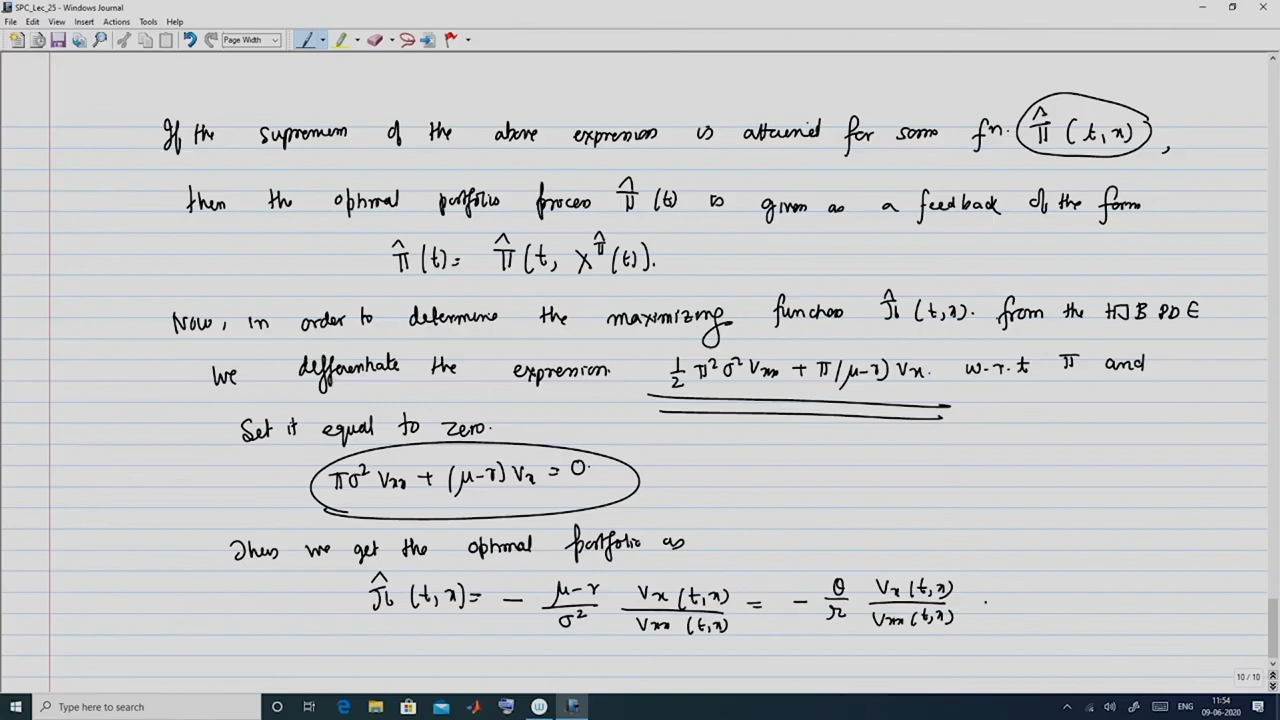 SPC_Lec_25 - Windows Journal
File Edit View Insert Actions Tools Help
Page Width
If the supremum of the above expression is attained for some fn. π̂ (t,x) ,
then the optimal portfolio process π̂ (t) is given as a feedback of the form
π̂ (t) = π̂ (t, X^π̂ (t)).
Now, in order to determine the maximizing function π̂ (t,x). from the HJB PDE
We differentiate the expression. 1/2 π² σ² Vxx + π(μ-r) Vx. w.r.t π and
Set it equal to zero.
πσ² Vxx + (μ-r) Vx = 0.
Thus we get the optimal portfolio as
π̂ (t,x) = - (μ-r)/σ² Vx (t,x)/Vxx (t,x) = - θ/r Vx (t,x)/Vxx (t,x) .
10 / 10
Type here to search
ENG
11:54
09-06-2020